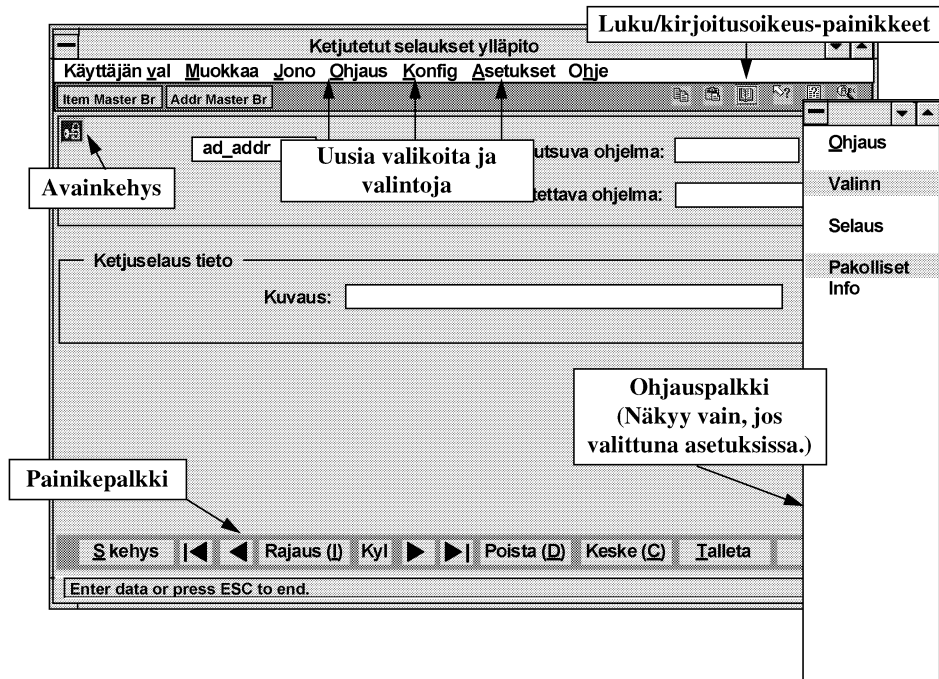 Luku/kirjoitusoikeus-painikkeet
Ketjutetut selaukset ylläpito
Käyttäjän val Muokkaa Jono Ohjaus Konfig Asetukset Ohje
Item Master Br Addr Master Br
ad_addr
utsuva ohjelma:
Uusia valikoita ja
valintoja
Avainkehys
tettava ohjelma:
Ohjaus
Valinn
Selaus
Pakolliset
Info
Ketjuselaus tieto
Kuvaus:
Ohjauspalkki
(Näkyy vain, jos
valittuna asetuksissa.)
Painikepalkki
S kehys Rajaus (I) Kyl Poista (D) Keske (C) Talleta
Enter data or press ESC to end.